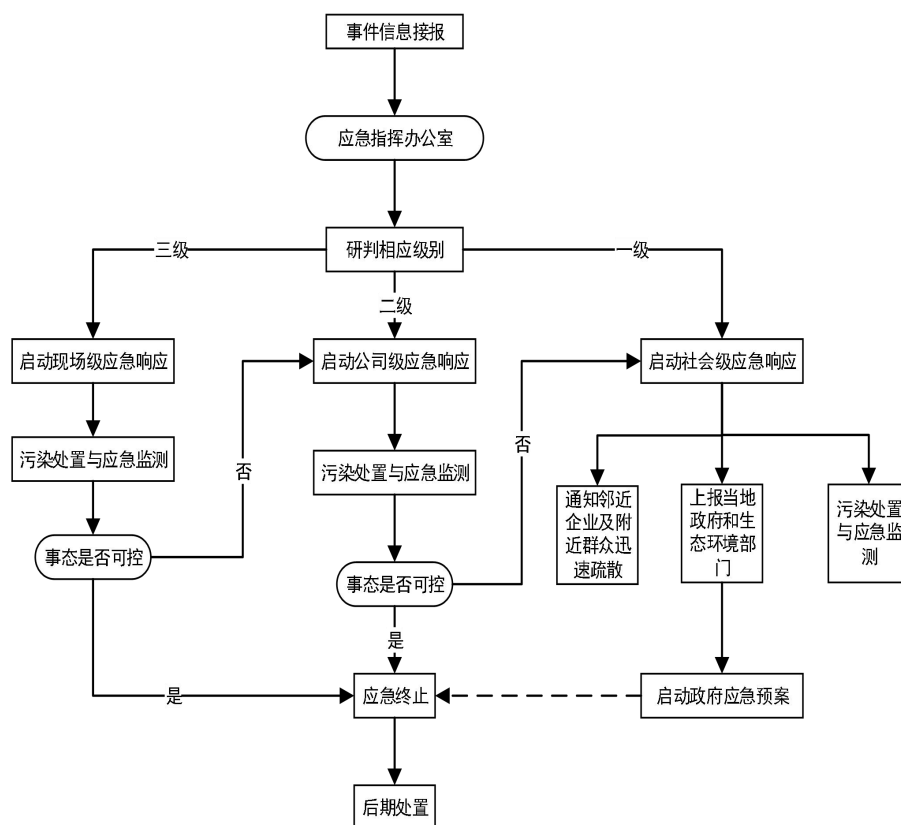 事件信息接报
应急指挥办公室
研判相应级别
三级
一级
二级
启动现场级应急响应
启动公司级应急响应
启动社会级应急响应
污染处置与应急监测
否
污染处置与应急监测
否
通知邻近
企业及附
近群众迅
速疏散
上报当地
政府和生
态环境部
门
污染处置
与应急监
测
事态是否可控
事态是否可控
是
是
应急终止
启动政府应急预案
后期处置